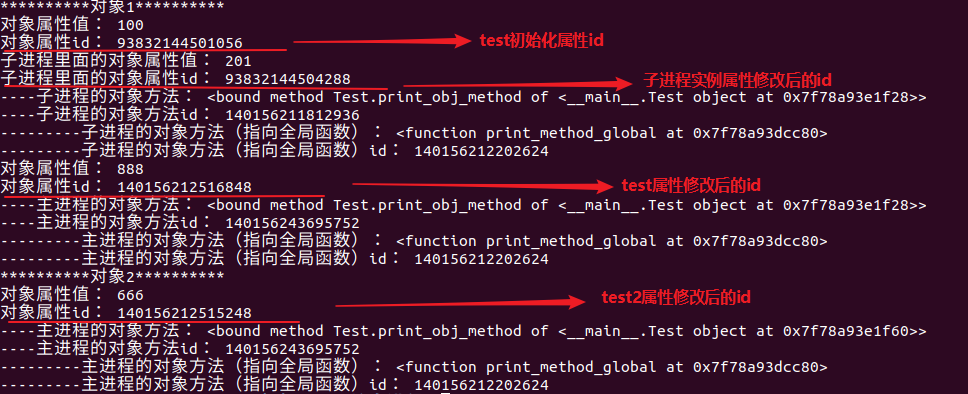 **********对象1**********
对象属性值： 100
对象属性id： 93832144501056
test初始化属性id
子进程里面的对象属性值： 201
子进程里面的对象属性id： 93832144504288
子进程实例属性修改后的id
----子进程的对象方法： <bound method Test.print_obj_method of <__main__.Test object at 0x7f78a93e1f28>>
----子进程的对象方法id： 140156211812936
---------子进程的对象方法（指向全局函数）： <function print_method_global at 0x7f78a93dcc80>
---------子进程的对象方法（指向全局函数）id： 140156212202624
对象属性值： 888
对象属性id： 140156212516848
test属性修改后的id
----主进程的对象方法： <bound method Test.print_obj_method of <__main__.Test object at 0x7f78a93e1f28>>
----主进程的对象方法id： 140156243695752
---------主进程的对象方法（指向全局函数）： <function print_method_global at 0x7f78a93dcc80>
---------主进程的对象方法（指向全局函数）id： 140156212202624
**********对象2**********
对象属性值： 666
对象属性id： 140156212515248
test2属性修改后的id
----主进程的对象方法： <bound method Test.print_obj_method of <__main__.Test object at 0x7f78a93e1f60>>
----主进程的对象方法id： 140156243695752
---------主进程的对象方法（指向全局函数）： <function print_method_global at 0x7f78a93dcc80>
---------主进程的对象方法（指向全局函数）id： 140156212202624